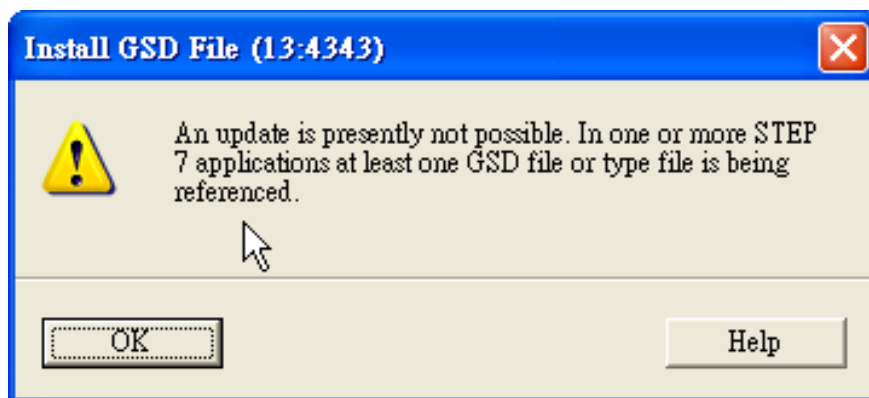 Install GSD File (13:4343)
An update is presently not possible. In one or more STEP
7 applications at least one GSD file or type file is being
referenced.
OK
Help